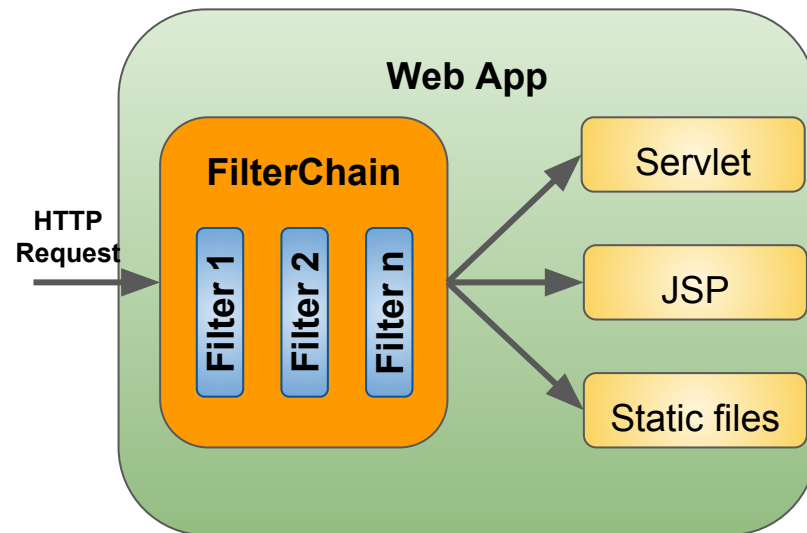 Web App
FilterChain
HTTP
Request
Filter 1
Filter 2
Filter n
Servlet
JSP
Static files